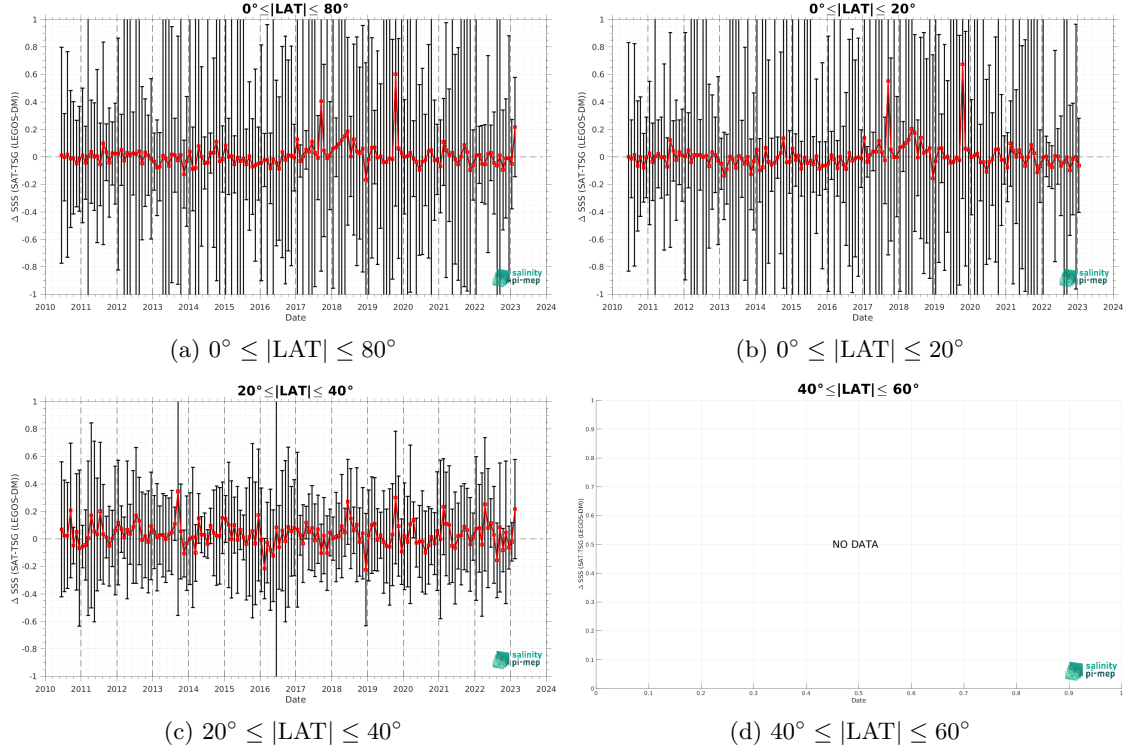 0°≤|LAT|≤ 80°
Δ SSS (SAT-TSG (LEGOS-DM))
1
0.8
0.6
0.4
0.2
0
-0.2
-0.4
-0.6
-0.8
-1
2010 2011 2012 2013 2014 2015 2016 2017 2018 2019 2020 2021 2022 2023 2024
Date
salinity
pi-mep
(a) 0° ≤ |LAT| ≤ 80°
0°≤|LAT|≤ 20°
Δ SSS (SAT-TSG (LEGOS-DM))
1
0.8
0.6
0.4
0.2
0
-0.2
-0.4
-0.6
-0.8
-1
2010 2011 2012 2013 2014 2015 2016 2017 2018 2019 2020 2021 2022 2023 2024
Date
salinity
pi-mep
(b) 0° ≤ |LAT| ≤ 20°
20°≤|LAT|≤ 40°
Δ SSS (SAT-TSG (LEGOS-DM))
1
0.8
0.6
0.4
0.2
0
-0.2
-0.4
-0.6
-0.8
-1
2010 2011 2012 2013 2014 2015 2016 2017 2018 2019 2020 2021 2022 2023 2024
Date
salinity
pi-mep
(c) 20° ≤ |LAT| ≤ 40°
40°≤|LAT|≤ 60°
Δ SSS (SAT-TSG (LEGOS-DM))
1
0.9
0.8
0.7
0.6
0.5
0.4
0.3
0.2
0.1
0
NO DATA
0 0.1 0.2 0.3 0.4 0.5 0.6 0.7 0.8 0.9 1
Date
salinity
pi-mep
(d) 40° ≤ |LAT| ≤ 60°